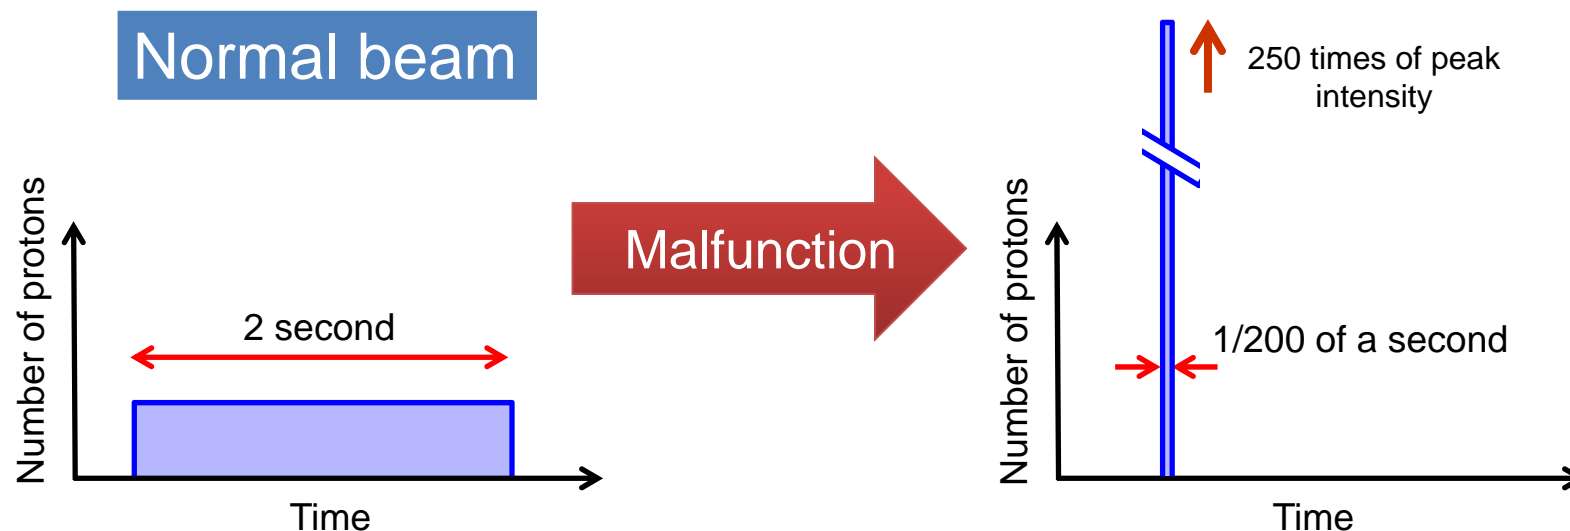 Normal beam
Number of protons
2 second
Time
Malfunction
250 times of peak
intensity
Number of protons
1/200 of a second
Time